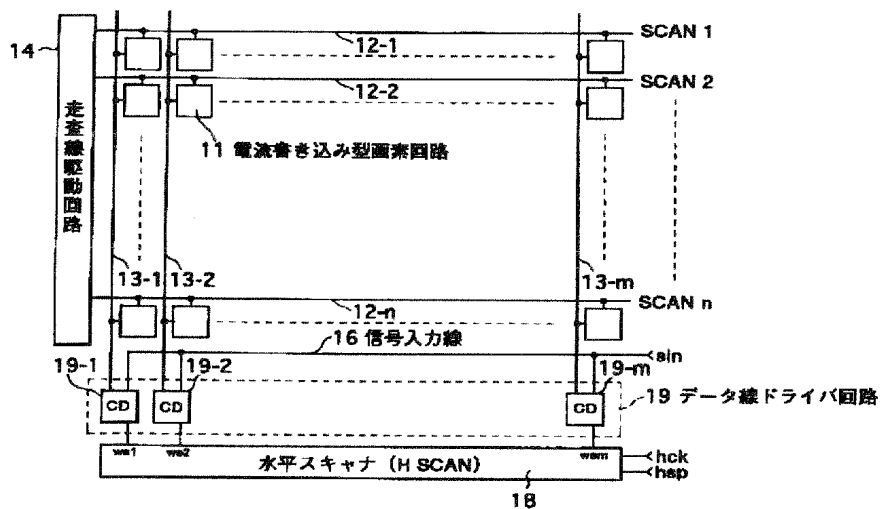 SCAN 1
14
12-1
SCAN 2
12-2
走査線駆動回路
11 電流書き込み型画素回路
13-1
13-2
13-m
SCAN n
12-n
16 信号入力線
sin
19-1
19-2
19-m
CD
CD
CD
19 データ線ドライバ回路
ws1
ws2
wsm
水平スキャナ (H SCAN)
hck
hsp
18